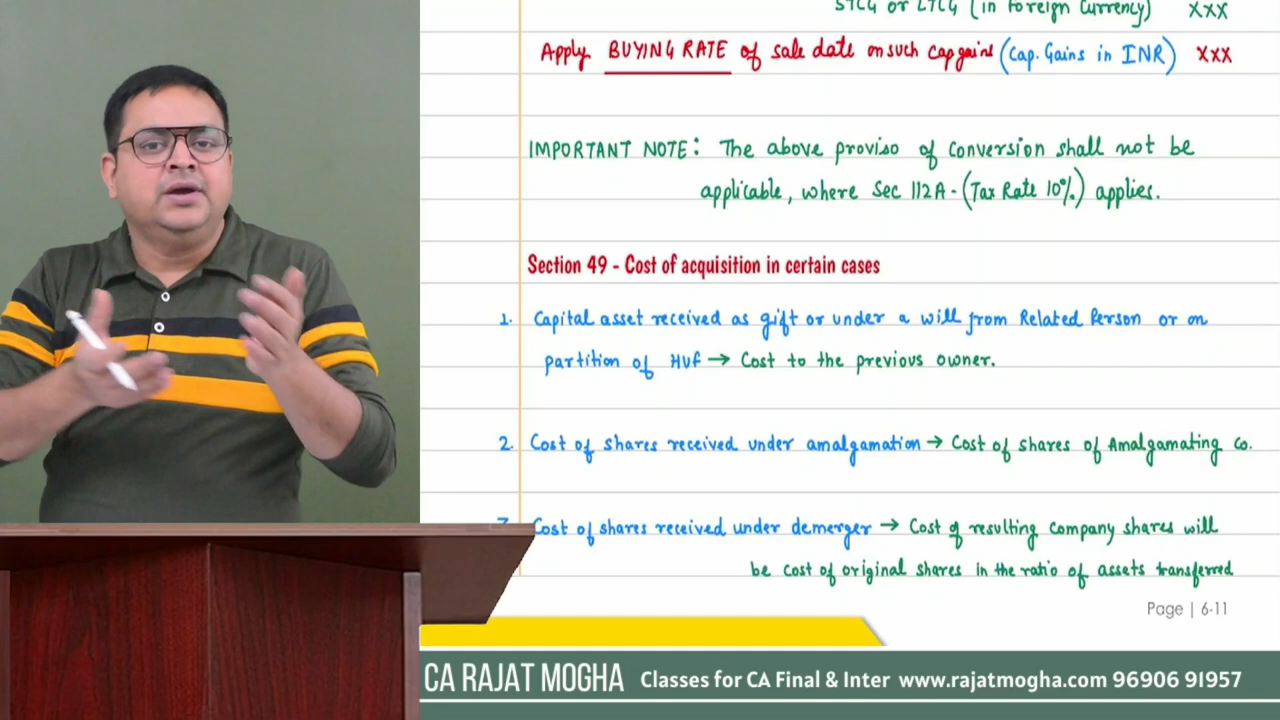 STCG or LTCG (in Foreign Currency) XXX
Apply BUYING RATE of sale date on such cap gains (Cap. Gains in INR) XXX
IMPORTANT NOTE: The above proviso of conversion shall not be
applicable, where Sec 112A - (Tax Rate 10%) applies.
Section 49 - Cost of acquisition in certain cases
1. Capital asset received as gift or under a will from Related Person or on
partition of HUF → Cost to the previous owner.
2. Cost of shares received under amalgamation → Cost of shares of Amalgamating Co.
Cost of shares received under demerger → Cost of resulting company shares will
be cost of original shares in the ratio of assets transferred
Page | 6-11
CA RAJAT MOGHA Classes for CA Final & Inter www.rajatmogha.com 96906 91957